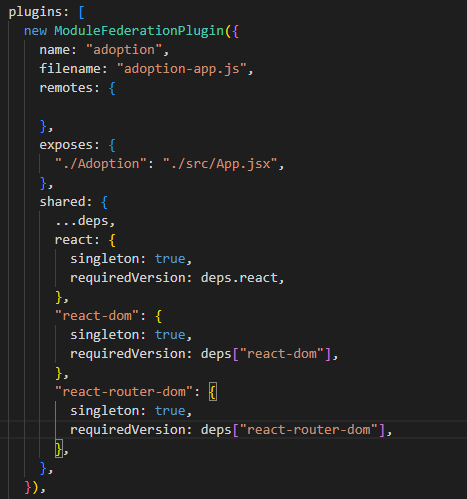 plugins: [
new ModuleFederationPlugin({
name: "adoption",
filename: "adoption-app.js",
remotes: {
},
exposes: {
"./Adoption": "./src/App.jsx",
},
shared: {
...deps,
react: {
singleton: true,
requiredVersion: deps.react,
},
"react-dom": {
singleton: true,
requiredVersion: deps["react-dom"],
},
"react-router-dom": {
singleton: true,
requiredVersion: deps["react-router-dom"],
},
},
}),